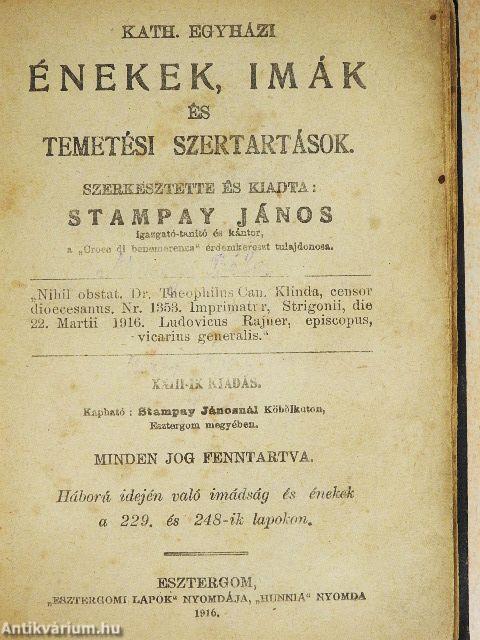 KATH. EGYHÁZI
ÉNEKEK, IMÁK
ÉS
TEMETÉSI SZERTARTÁSOK.
SZERKESZTETTE ÉS KIADTA:
STAMPAY JÁNOS
igazgató-tanító és kántor,
a „Croce di benemerenza" érdemkereszt tulajdonosa.
„Nihil obstat. Dr. Theophilus Can. Klinda, censor
dioecesanus. Nr. 1353. Imprimatur, Strigonii, die
22. Martii 1916. Ludovicus Rajner, episcopus,
vicarius generalis."
KIADÁS.
Kapható: Stampay Jánosnál Köbölkuton,
Esztergom megyében.
MINDEN JOG FENNTARTVA.
Háború idején való imádság és énekek
a 229. és 248-ik lapokon.
ESZTERGOM,
„ESZTERGOMI LAPOK" NYOMDÁJA, „HUNNIA" NYOMDA
1916.
Antikvárium.hu